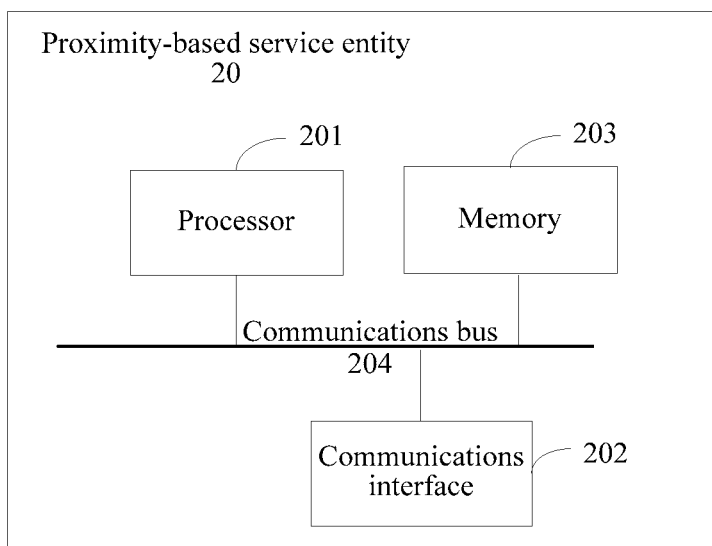 Proximity-based service entity
20
201
203
Processor
Memory
Communications bus
204
Communications
interface
202